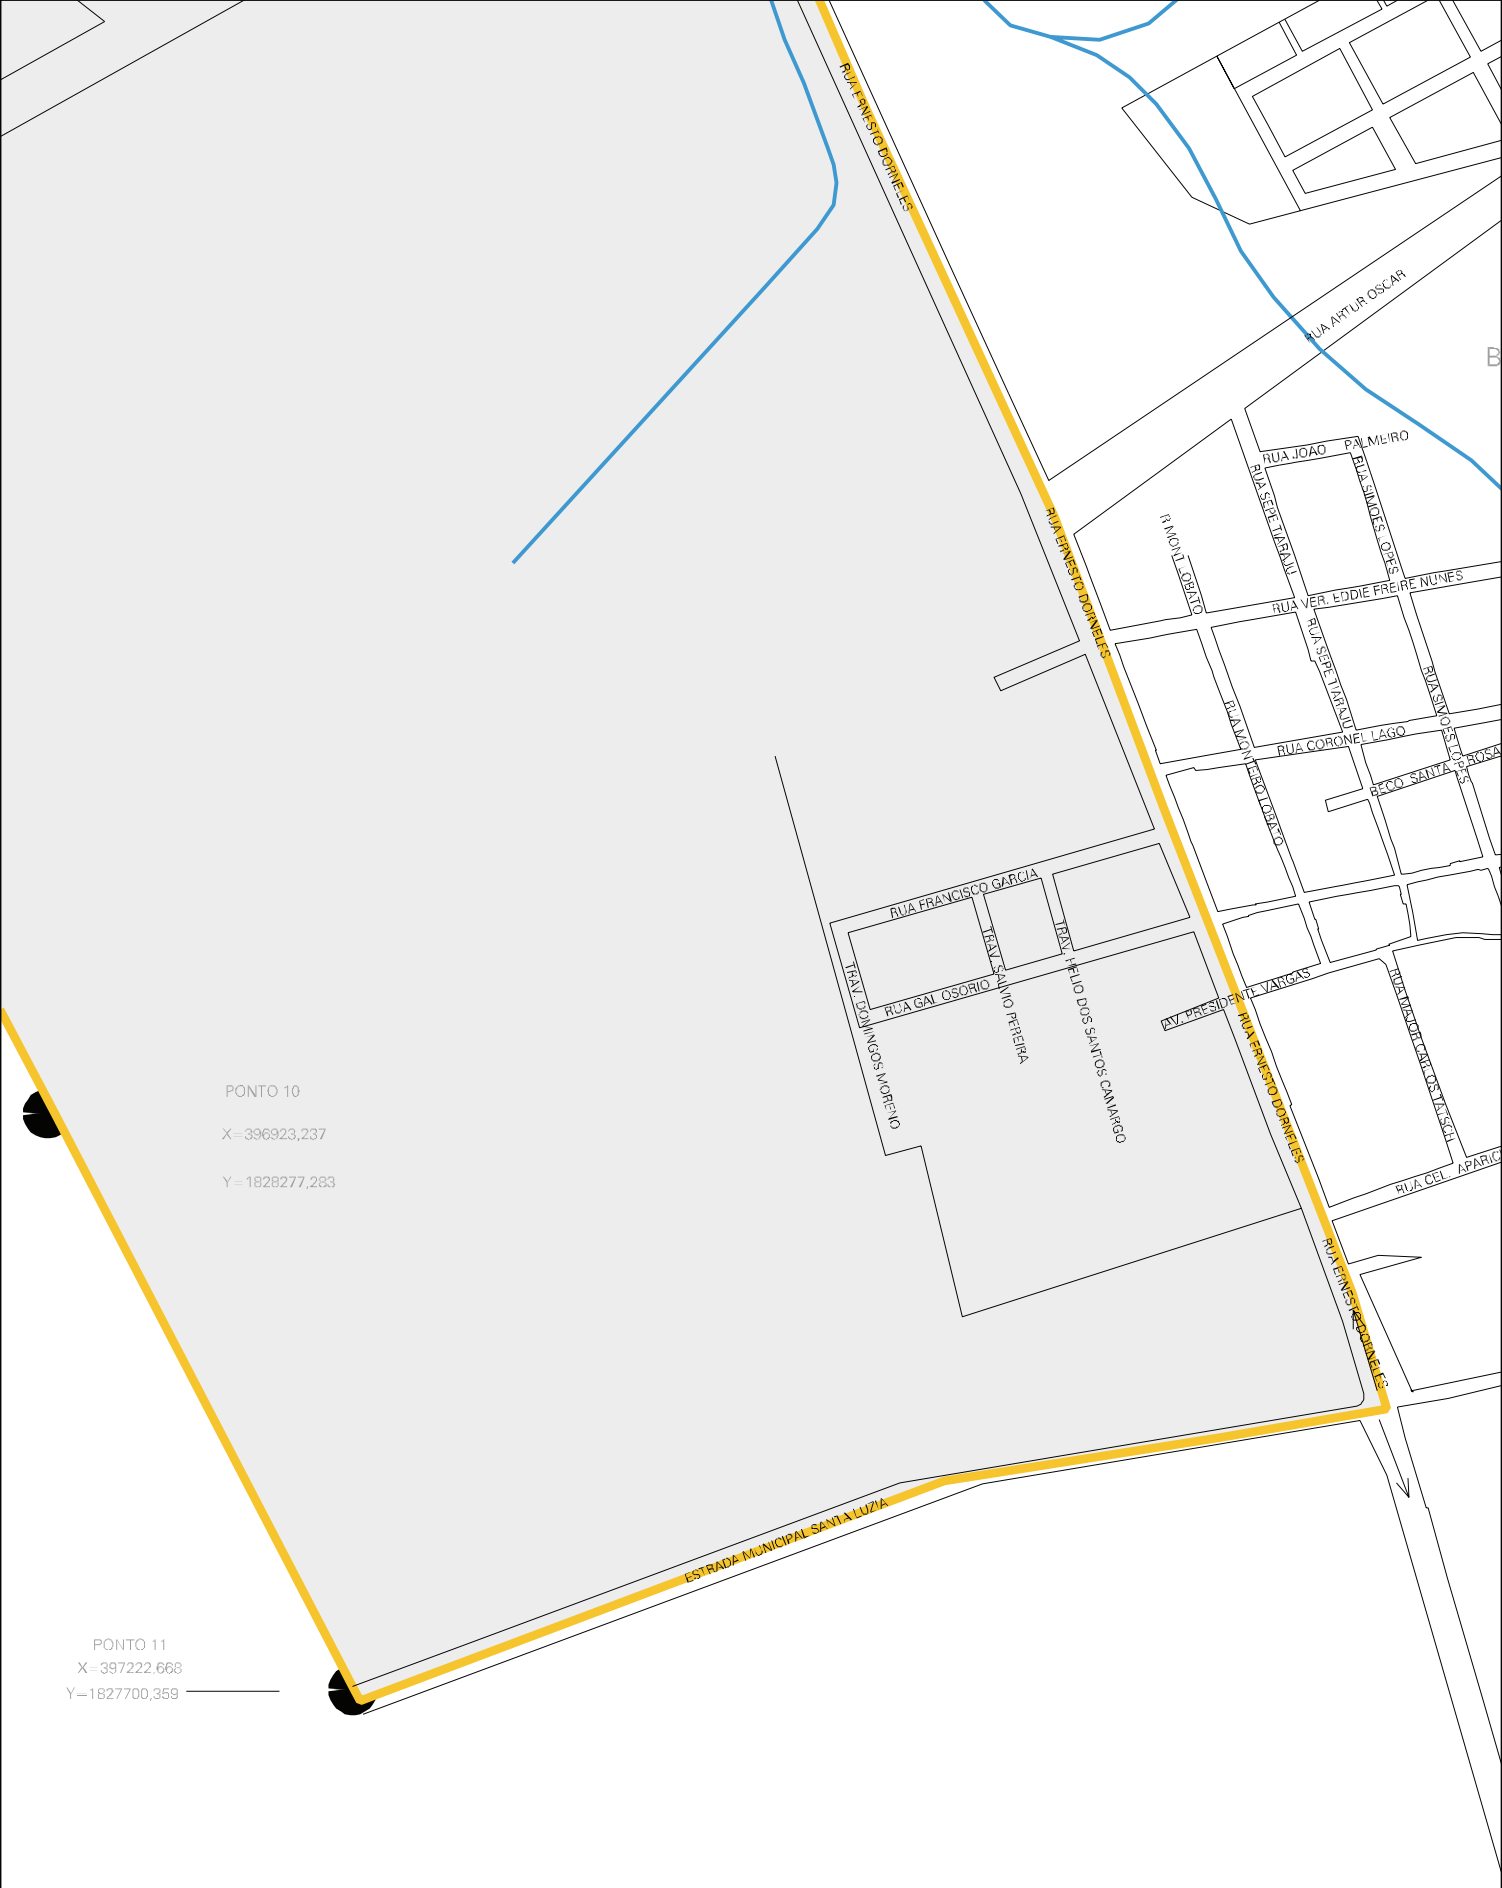 RUA ERNESTO DORNELES
RUA ARTUR OSCAR
B
RUA JOAO PALMEIRO
RUA SEPE TIARAJU
RUA SIMOES LOPES
R MONT LOBATO
RUA ERNESTO DORNELES
RUA VER. EDDIE FREIRE NUNES
RUA SEPE TIARAJU
RUA SIMOES LOPES
RUA MONTEIRO LOBATO
RUA CORONEL LAGO
BECO SANTA ROSA
RUA FRANCISCO GARCIA
TRAV. DOMINGOS MORENO
TRAV. SALVIO PEREIRA
TRAV. HELIO DOS SANTOS CAMARGO
RUA GAL OSORIO
AV. PRESIDENTE VARGAS
RUA MAJOR CARLOS TATSCH
RUA ERNESTO DORNELES
PONTO 10
X=396923,237
Y=1828277,283
RUA CEL. APARIC
RUA ERNESTO DORNELES
ESTRADA MUNICIPAL SANTA LUZIA
PONTO 11
X=397222,668
Y=1827700,359